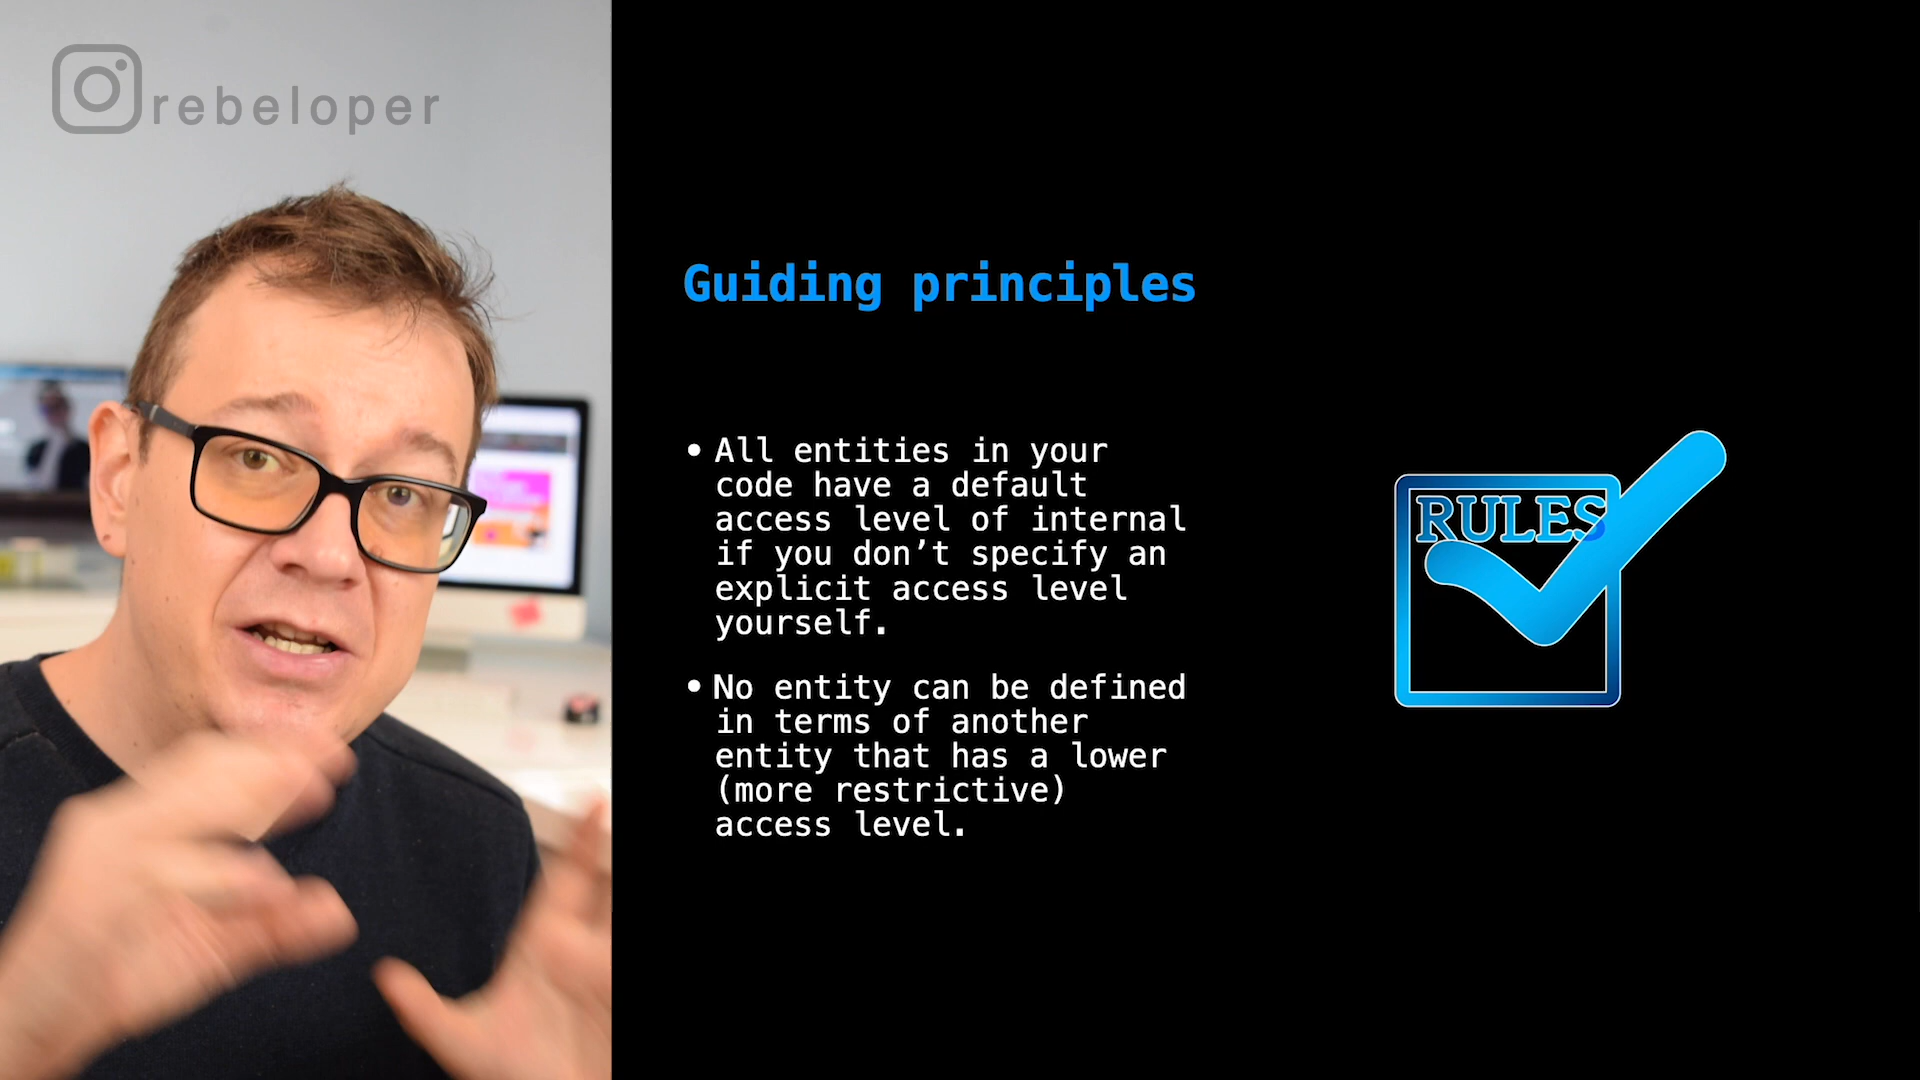 rebeloper
Guiding principles
• All entities in your
code have a default
access level of internal
if you don’t specify an
explicit access level
yourself.
• No entity can be defined
in terms of another
entity that has a lower
(more restrictive)
access level.
RULES